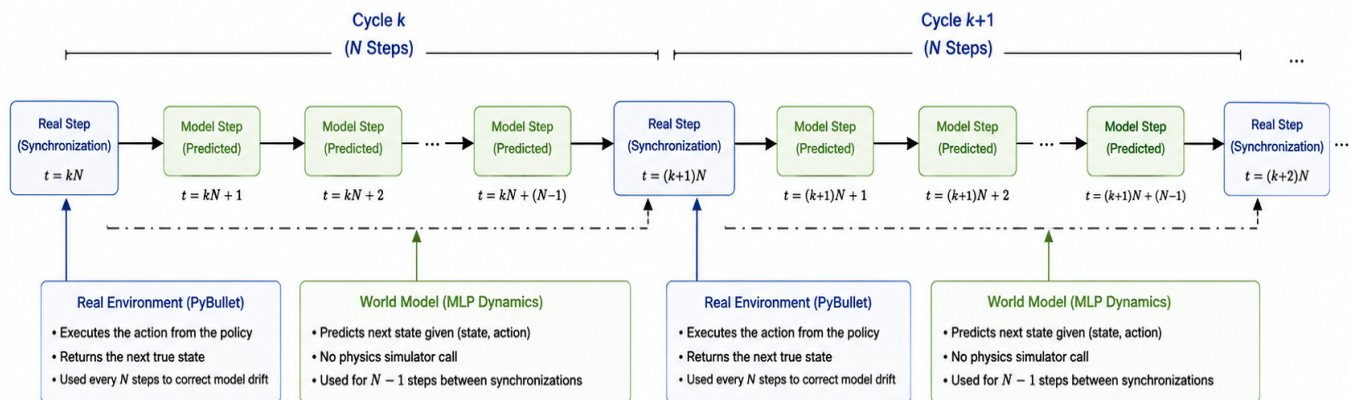 Cycle k
(N Steps)
Cycle k+1
(N Steps)
...
Real Step
(Synchronization)
t = kN
Model Step
(Predicted)
t = kN + 1
Model Step
(Predicted)
t = kN + 2
...
Model Step
(Predicted)
t = kN + (N−1)
Real Step
(Synchronization)
t = (k+1)N
Model Step
(Predicted)
t = (k+1)N + 1
Model Step
(Predicted)
t = (k+1)N + 2
...
Model Step
(Predicted)
t = (k+1)N + (N−1)
Real Step
(Synchronization)
t = (k+2)N
...
Real Environment (PyBullet)
• Executes the action from the policy
• Returns the next true state
• Used every N steps to correct model drift
World Model (MLP Dynamics)
• Predicts next state given (state, action)
• No physics simulator call
• Used for N − 1 steps between synchronizations
Real Environment (PyBullet)
• Executes the action from the policy
• Returns the next true state
• Used every N steps to correct model drift
World Model (MLP Dynamics)
• Predicts next state given (state, action)
• No physics simulator call
• Used for N − 1 steps between synchronizations